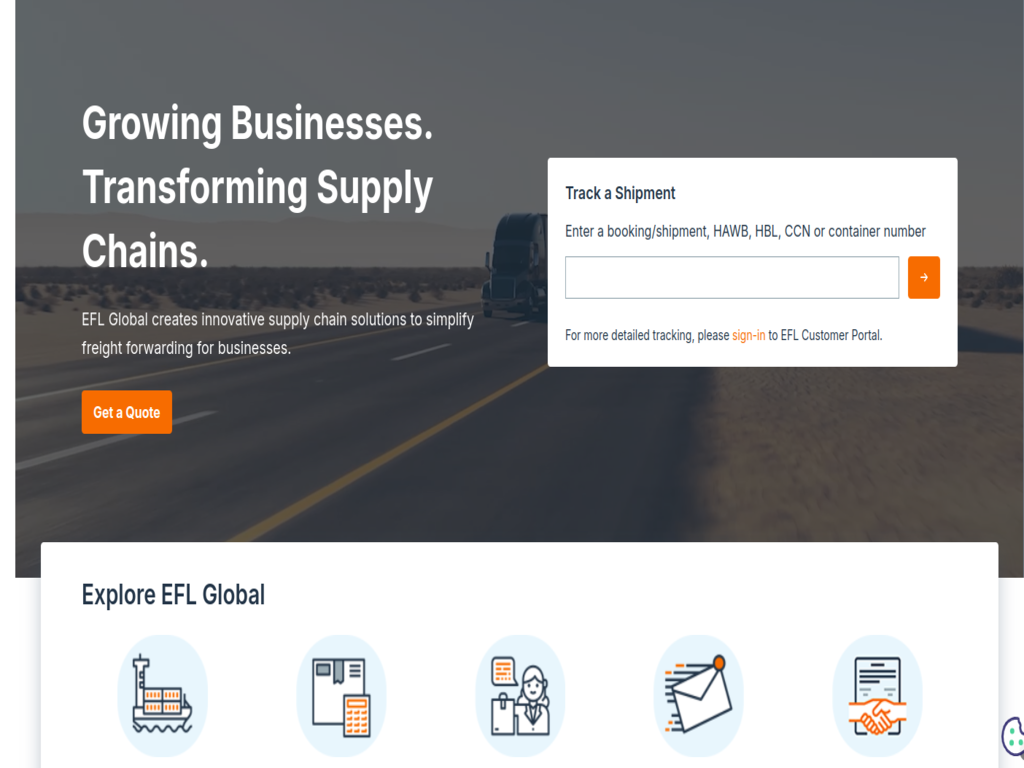 Growing Businesses.
Transforming Supply
Chains.
EFL Global creates innovative supply chain solutions to simplify
freight forwarding for businesses.
Get a Quote
Track a Shipment
Enter a booking/shipment, HAWB, HBL, CCN or container number
For more detailed tracking, please sign-in to EFL Customer Portal.
Explore EFL Global